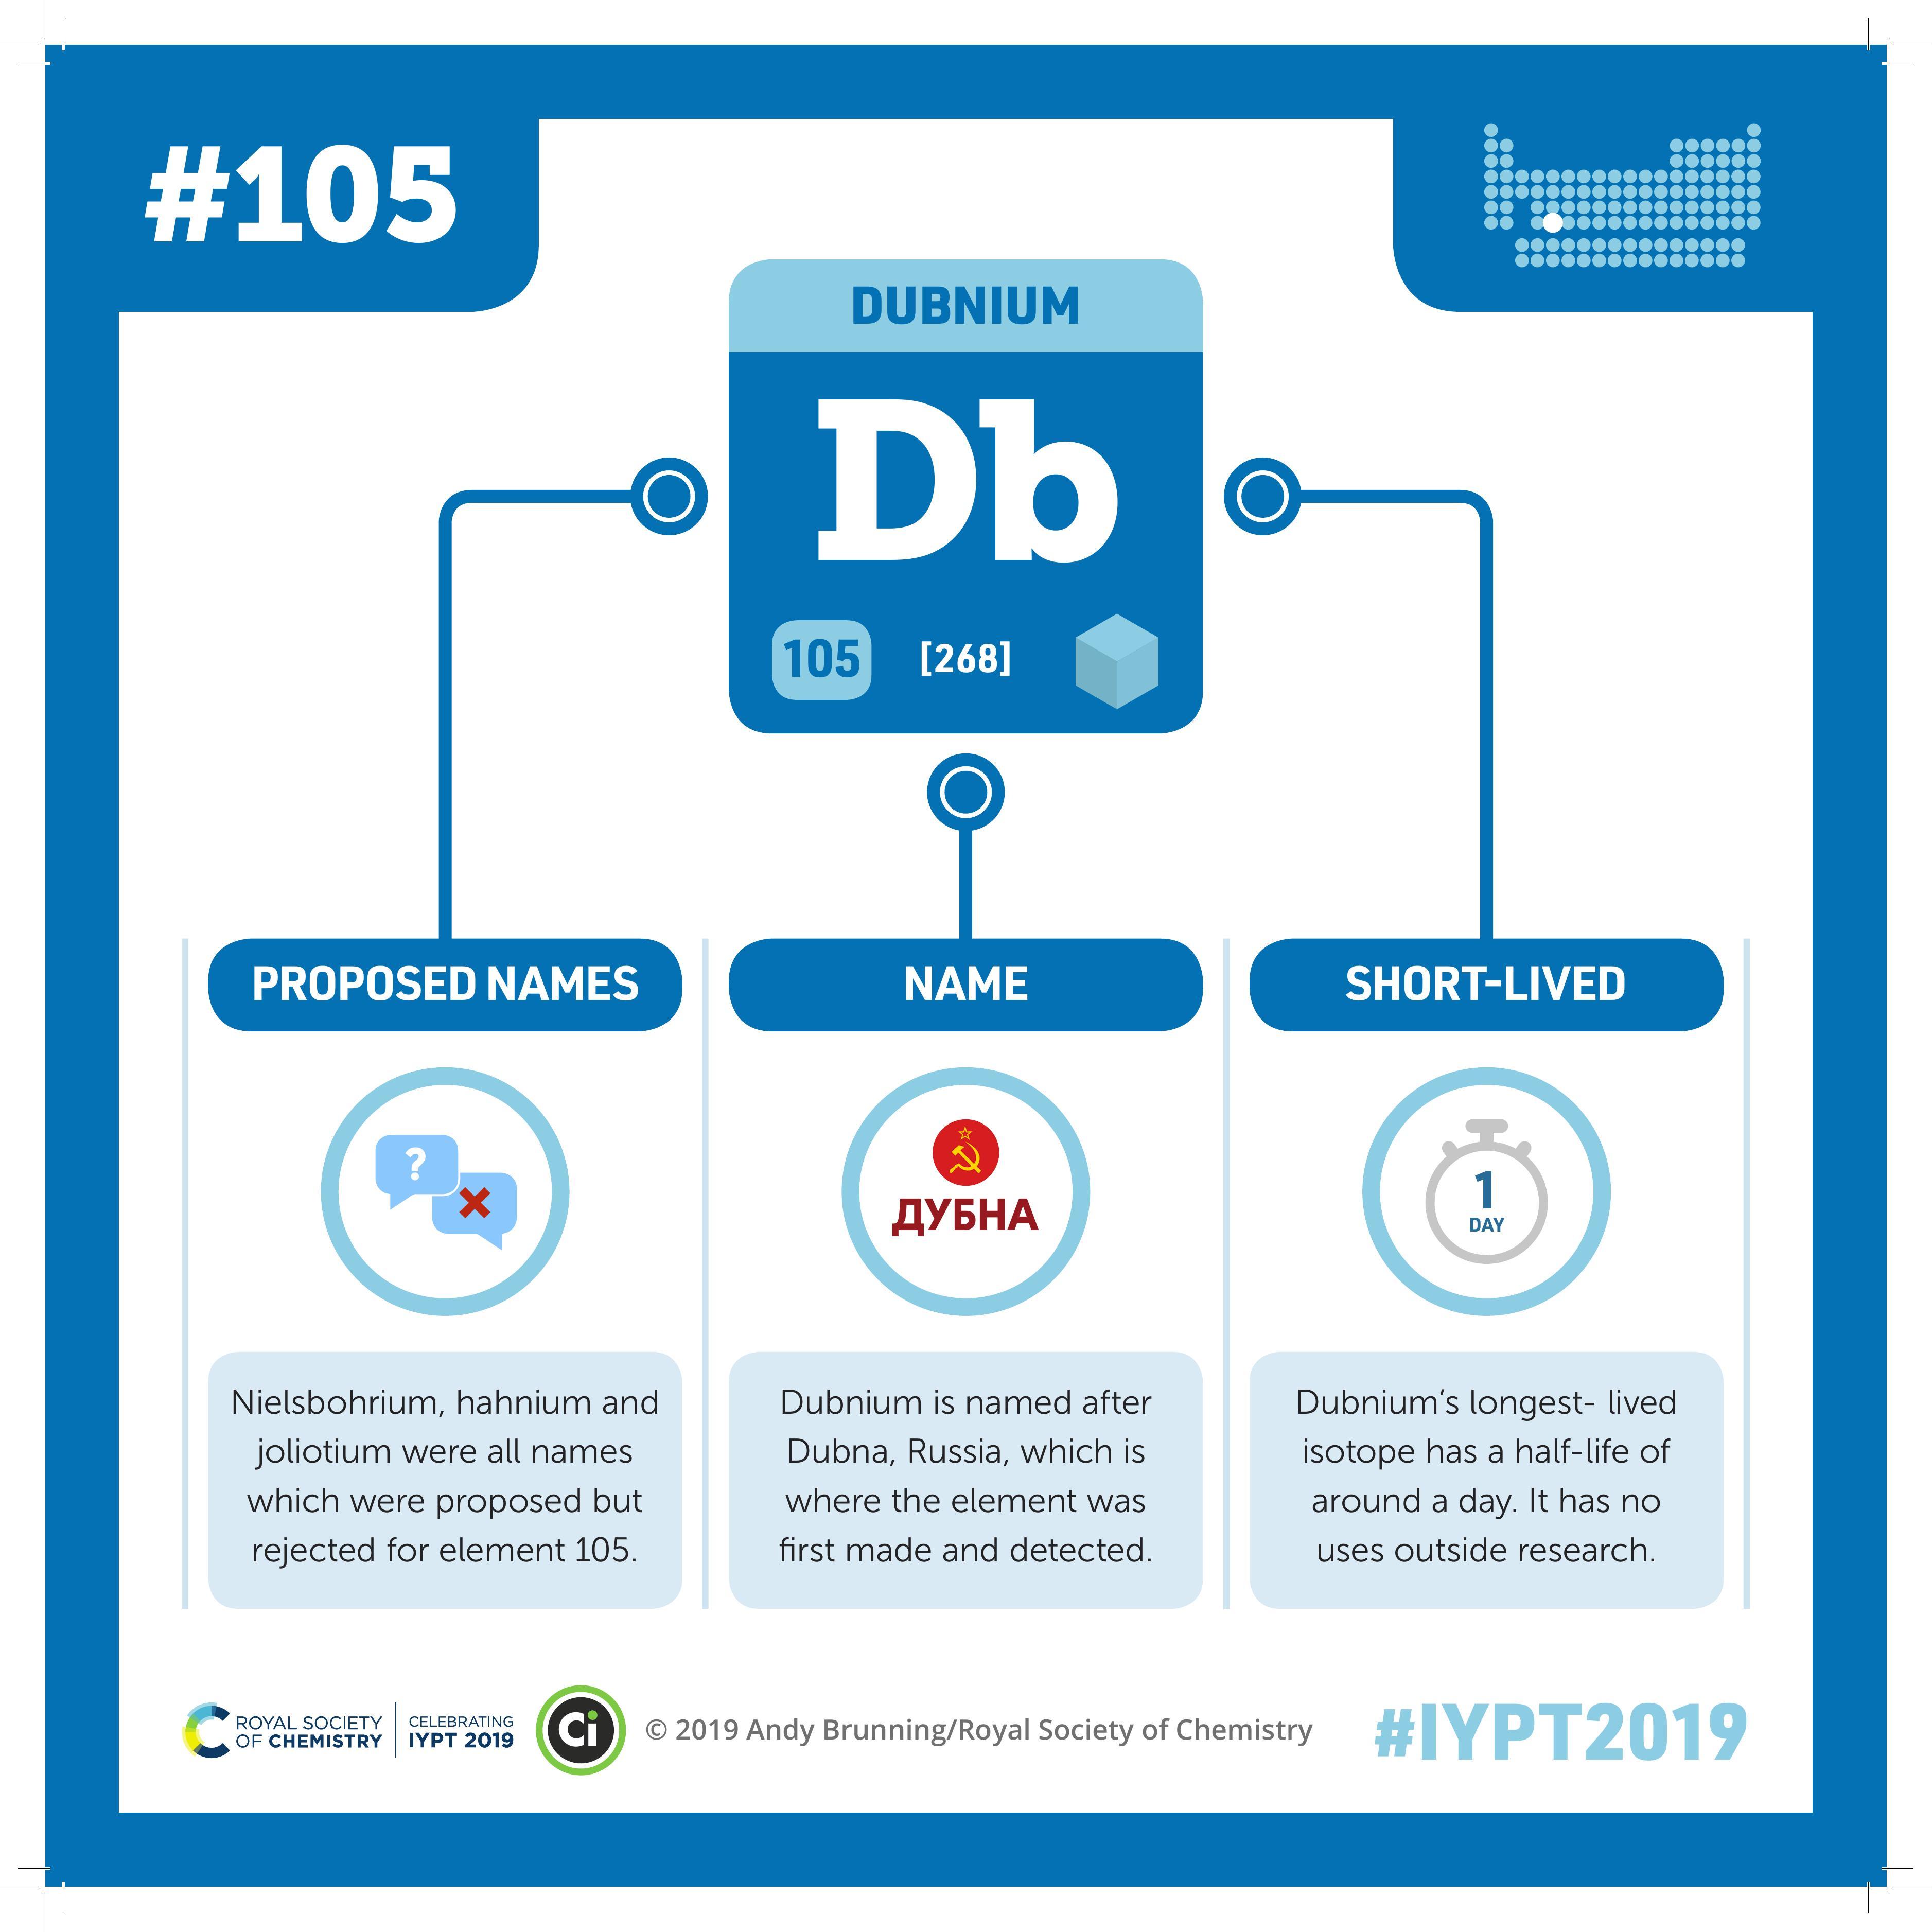 #105
DUBNIUM
Db
105
[268]
PROPOSED NAMES
?
Nielsbohrium, hahnium and
joliotium were all names
which were proposed but
rejected for element 105.
NAME
ДУБНА
Dubnium is named after
Dubna, Russia, which is
where the element was
first made and detected.
SHORT-LIVED
1
DAY
Dubnium’s longest- lived
isotope has a half-life of
around a day. It has no
uses outside research.
ROYAL SOCIETY
OF CHEMISTRY
CELEBRATING
IYPT 2019
Ci
© 2019 Andy Brunning/Royal Society of Chemistry
#IYPT2019